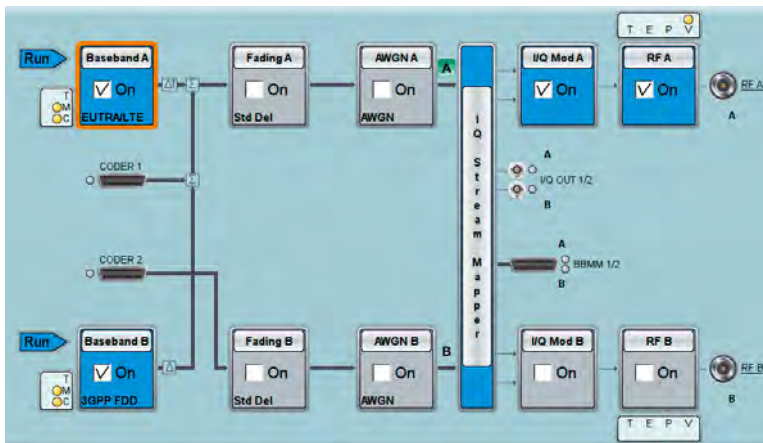 T E P V
Baseband A
Fading A
AWGN A
I/Q Mod A
RF A
Run
On
On
On
A
On
On
RF A
T
M
C
EUTRA/LTE
Std Del
AWGN
A
Σ
CODER 1
Σ
I Q Stream Mapper
A
I/Q OUT 1/2
B
CODER 2
A
BBMM 1/2
B
Run
Baseband B
Fading B
AWGN B
B
I/Q Mod B
RF B
On
On
On
On
On
RF B
T
M
C
3GPP FDD
Std Del
AWGN
B
T E P V